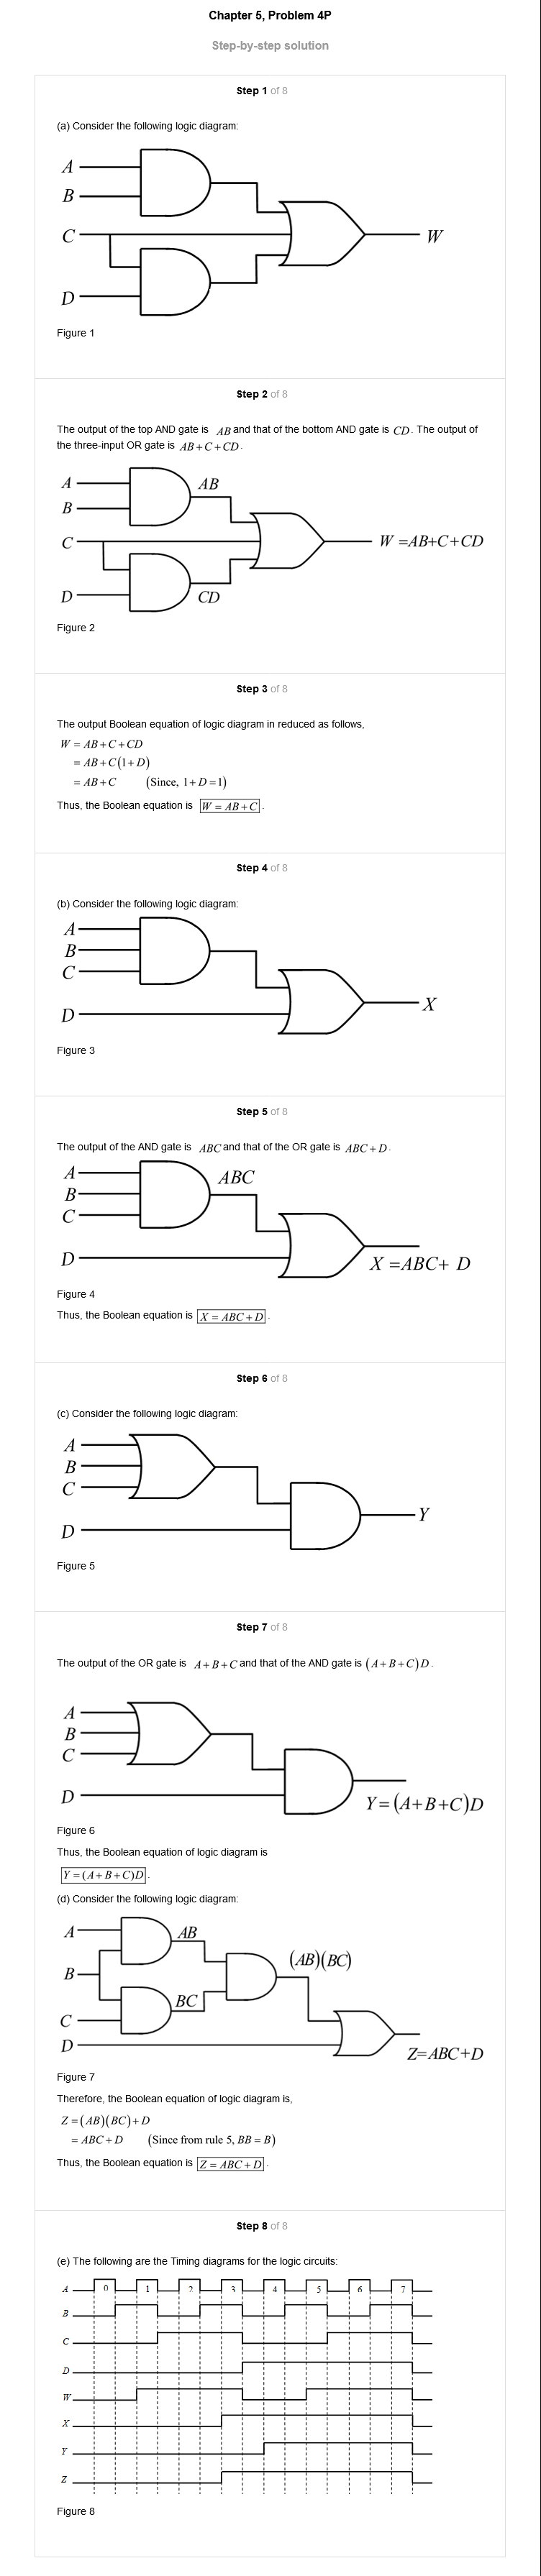 Chapter 5, Problem 4P
Step-by-step solution
Step 1 of 8
(a) Consider the following logic diagram:
A
B
C
D
W
Figure 1
Step 2 of 8
The output of the top AND gate is AB and that of the bottom AND gate is CD. The output of
the three-input OR gate is AB+C+CD.
A
AB
B
C
W =AB+C+CD
D
CD
Figure 2
Step 3 of 8
The output Boolean equation of logic diagram in reduced as follows,
W = AB+C+CD
= AB+C(1+D)
= AB+C (Since, 1+D=1)
Thus, the Boolean equation is W = AB+C.
Step 4 of 8
(b) Consider the following logic diagram:
A
B
C
D
X
Figure 3
Step 5 of 8
The output of the AND gate is ABC and that of the OR gate is ABC+D.
A
ABC
B
C
D
X =ABC+ D
Figure 4
Thus, the Boolean equation is X = ABC+D.
Step 6 of 8
(c) Consider the following logic diagram:
A
B
C
Y
D
Figure 5
Step 7 of 8
The output of the OR gate is A+B+C and that of the AND gate is (A+B+C)D.
A
B
C
D
Y=(A+B+C)D
Figure 6
Thus, the Boolean equation of logic diagram is
Y=(A+B+C)D.
(d) Consider the following logic diagram:
A
AB
(AB)(BC)
B
BC
C
D
Z=ABC+D
Figure 7
Therefore, the Boolean equation of logic diagram is,
Z=(AB)(BC)+D
= ABC+D (Since from rule 5, BB = B)
Thus, the Boolean equation is Z = ABC+D.
Step 8 of 8
(e) The following are the Timing diagrams for the logic circuits:
A 0 1 2 3 4 5 6 7
B
C
D
W
X
Y
Z
Figure 8